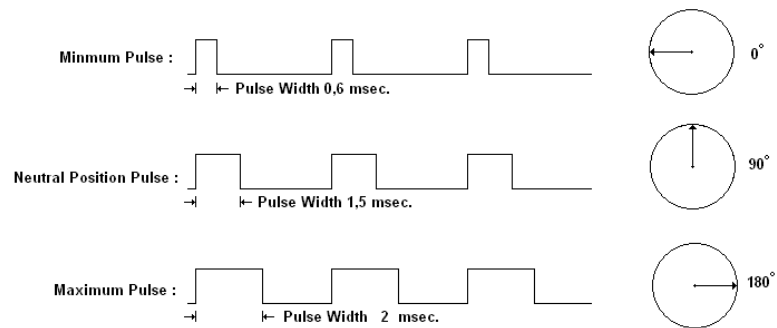 Minmum Pulse :
0°
Pulse Width 0,6 msec.
Neutral Position Pulse :
90°
Pulse Width 1,5 msec.
Maximum Pulse :
180°
Pulse Width 2 msec.